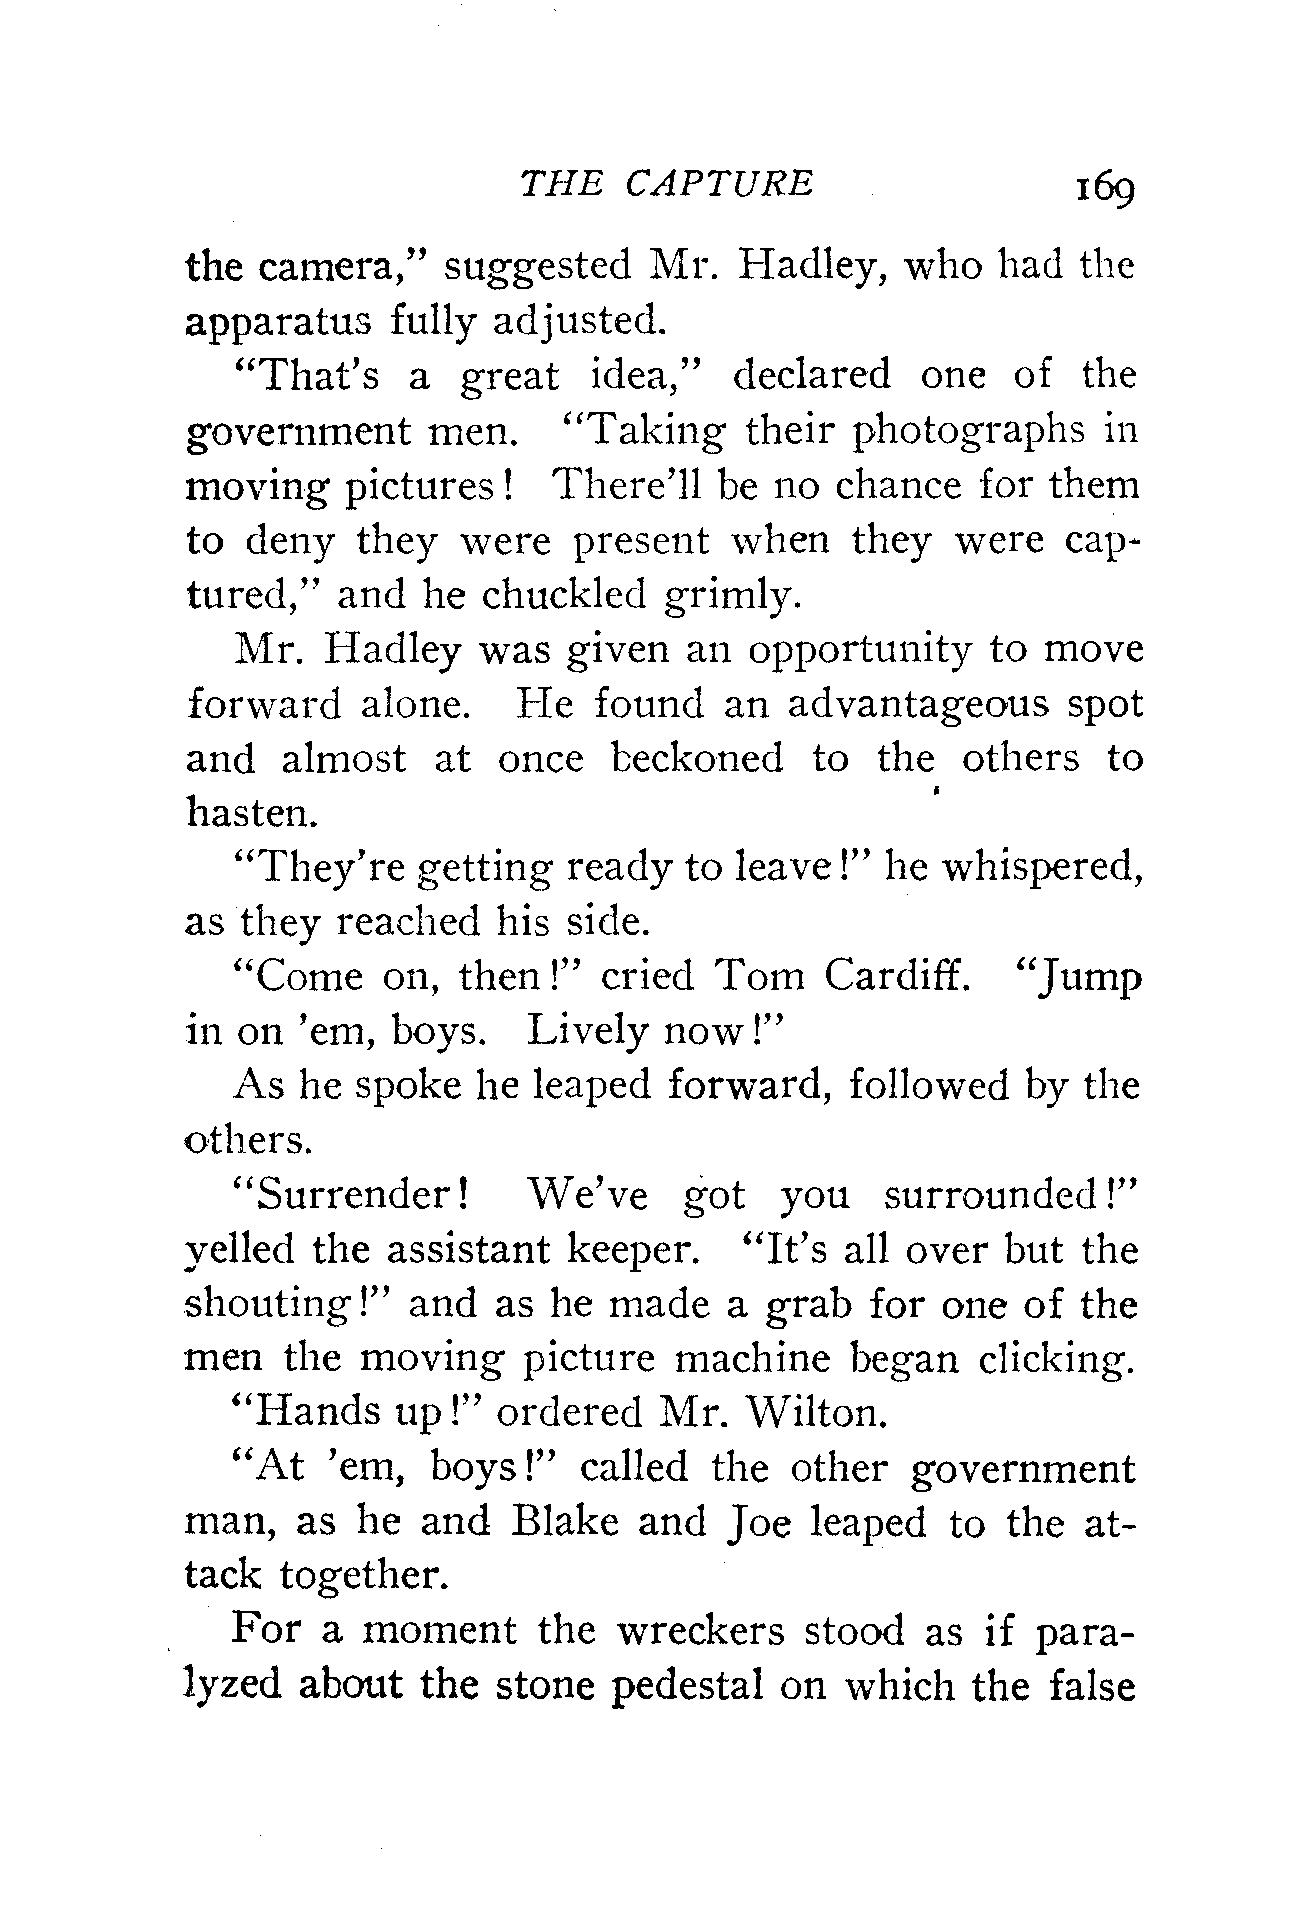 THE CAPTURE 169
the camera,” suggested Mr. Hadley, who had the
apparatus fully adjusted.
“That’s a great idea,” declared one of the
government men. “Taking their photographs in
moving pictures! There’ll be no chance for them
to deny they were present when they were cap-
tured,” and he chuckled grimly.
Mr. Hadley was given an opportunity to move
forward alone. He found an advantageous spot
and almost at once beckoned to the others to
hasten.
“They’re getting ready to leave!” he whispered,
as they reached his side.
“Come on, then!” cried Tom Cardiff. “Jump
in on ’em, boys. Lively now!”
As he spoke he leaped forward, followed by the
others.
“Surrender! We’ve got you surrounded!”
yelled the assistant keeper. “It’s all over but the
shouting!” and as he made a grab for one of the
men the moving picture machine began clicking.
“Hands up!” ordered Mr. Wilton.
“At ’em, boys!” called the other government
man, as he and Blake and Joe leaped to the at-
tack together.
For a moment the wreckers stood as if para-
lyzed about the stone pedestal on which the false